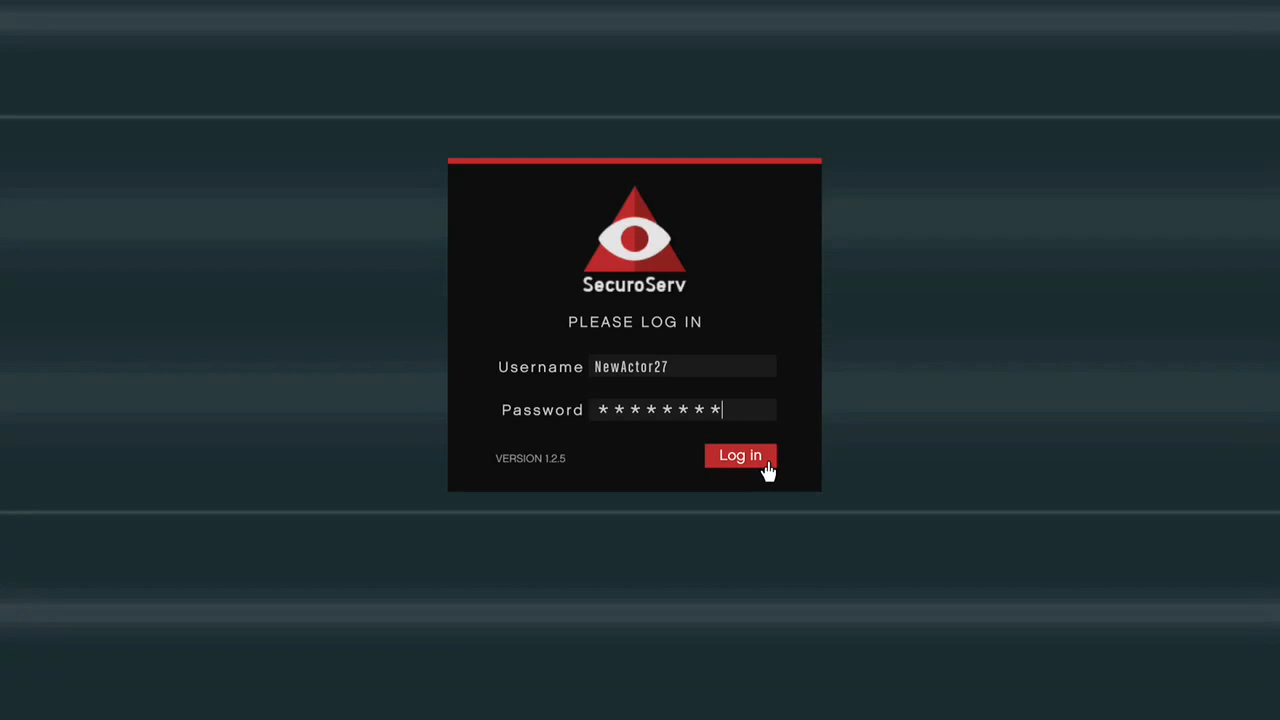 SecuroServ
PLEASE LOG IN
Username NewActor27
Password ********
VERSION 1.2.5
Log in